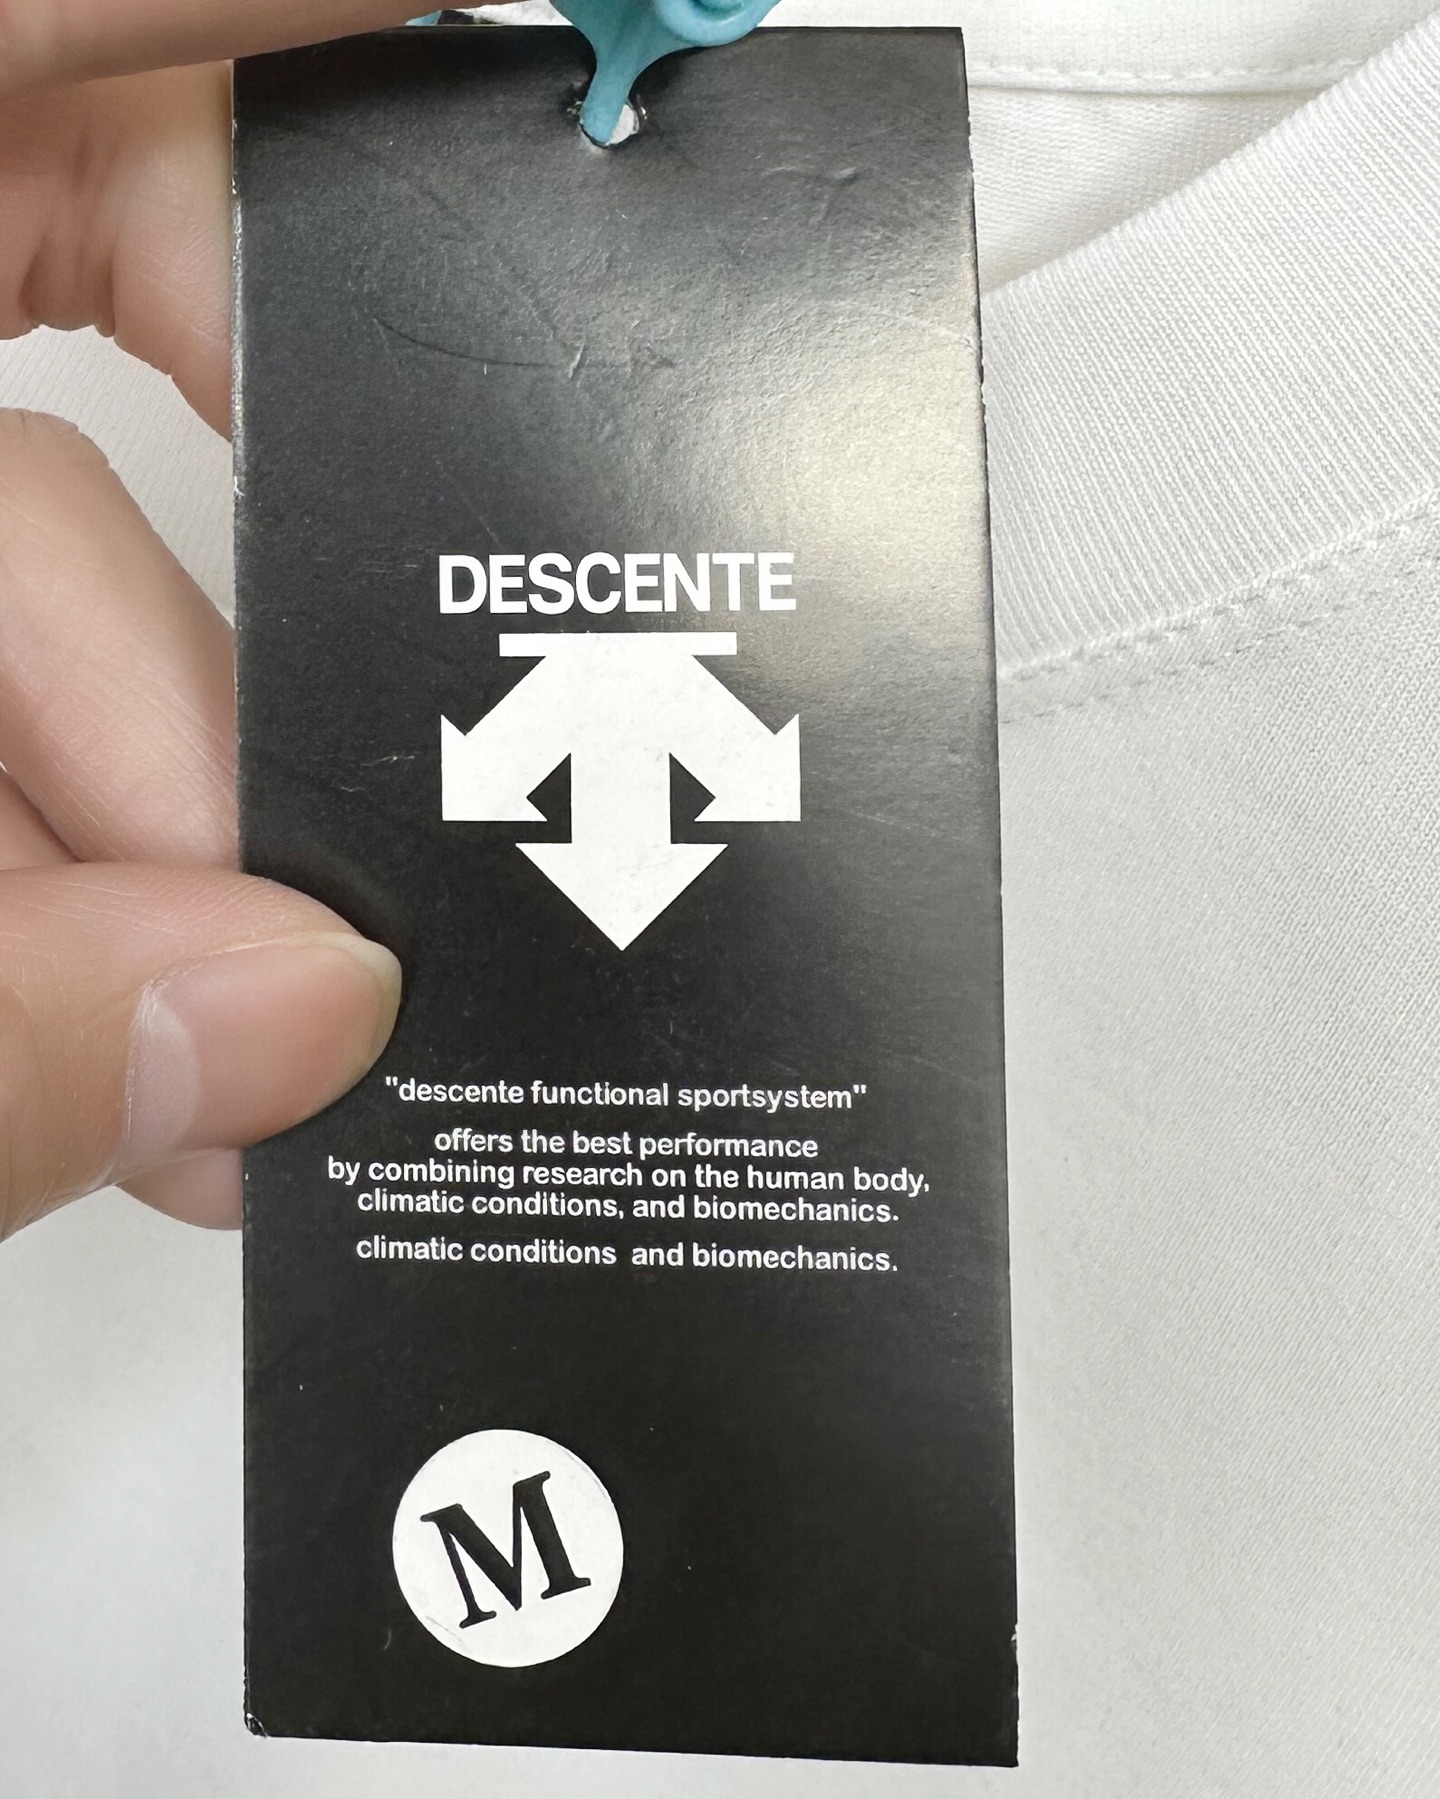 DESCENTE
"descente functional sportsystem"
offers the best performance
by combining research on the human body,
climatic conditions, and biomechanics.
climatic conditions  and biomechanics.
M